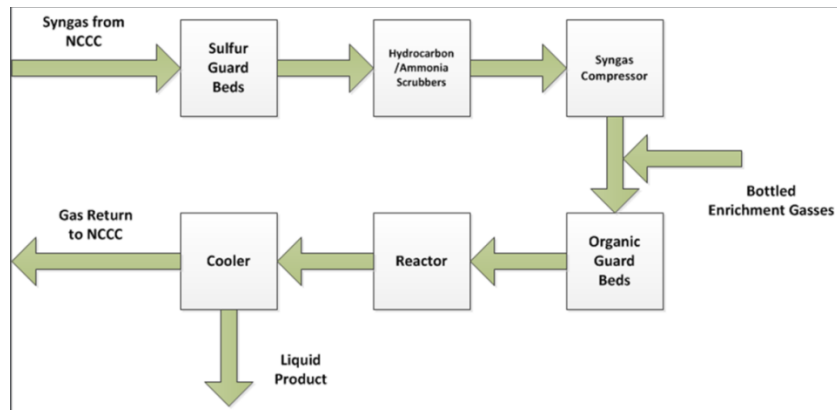 Syngas from
NCCC
Sulfur
Guard
Beds
Hydrocarbon
/Ammonia
Scrubbers
Syngas
Compressor
Bottled
Enrichment Gasses
Gas Return
to NCCC
Cooler
Reactor
Organic
Guard
Beds
Liquid
Product